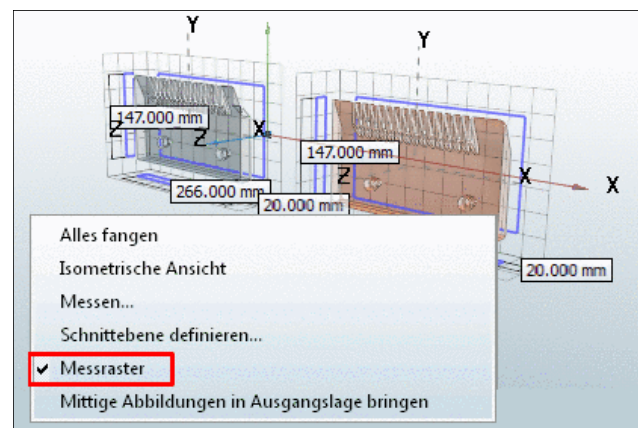 Y
Y
147.000 mm
Z
Z
X
147.000 mm
Z
X
X
266.000 mm
20.000 mm
20.000 mm
Alles fangen
Isometrische Ansicht
Messen...
Schnittebene definieren...
Messraster
Mittige Abbildungen in Ausgangslage bringen